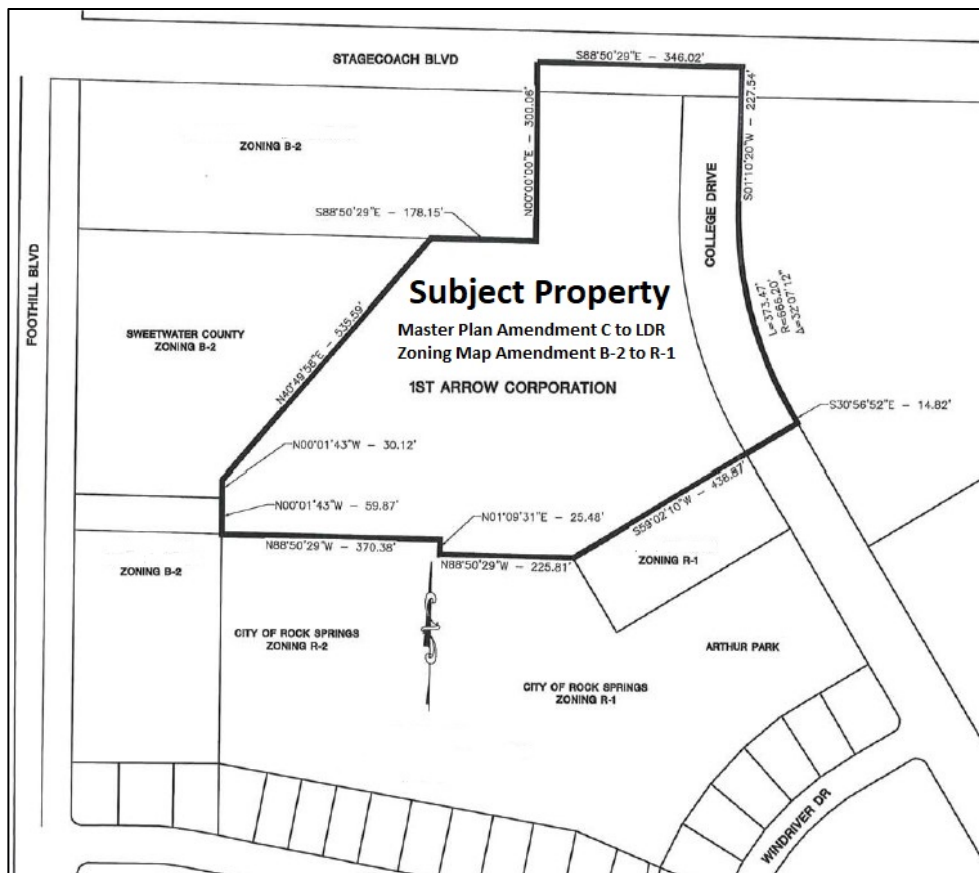 S88°50'29"E - 346.02'
STAGECOACH BLVD
N00°00'00"E - 300.06'
S01°10'20"W - 227.54'
ZONING B-2
S88°50'29"E - 178.15'
COLLEGE DRIVE
FOOTHILL BLVD
Subject Property
Master Plan Amendment C to LDR
Zoning Map Amendment B-2 to R-1
1ST ARROW CORPORATION
L=373.47'
R=666.20'
Δ=32°07'12"
SWEETWATER COUNTY
ZONING B-2
N40°49'58"E - 535.59'
S30°56'52"E - 14.82'
N00°01'43"W - 30.12'
S59°02'10"W - 438.87'
N00°01'43"W - 59.87'
N01°09'31"E - 25.48'
N88°50'29"W - 370.38'
N88°50'29"W - 225.81'
ZONING B-2
ZONING R-1
CITY OF ROCK SPRINGS
ZONING R-2
ARTHUR PARK
CITY OF ROCK SPRINGS
ZONING R-1
WINDRIVER DR